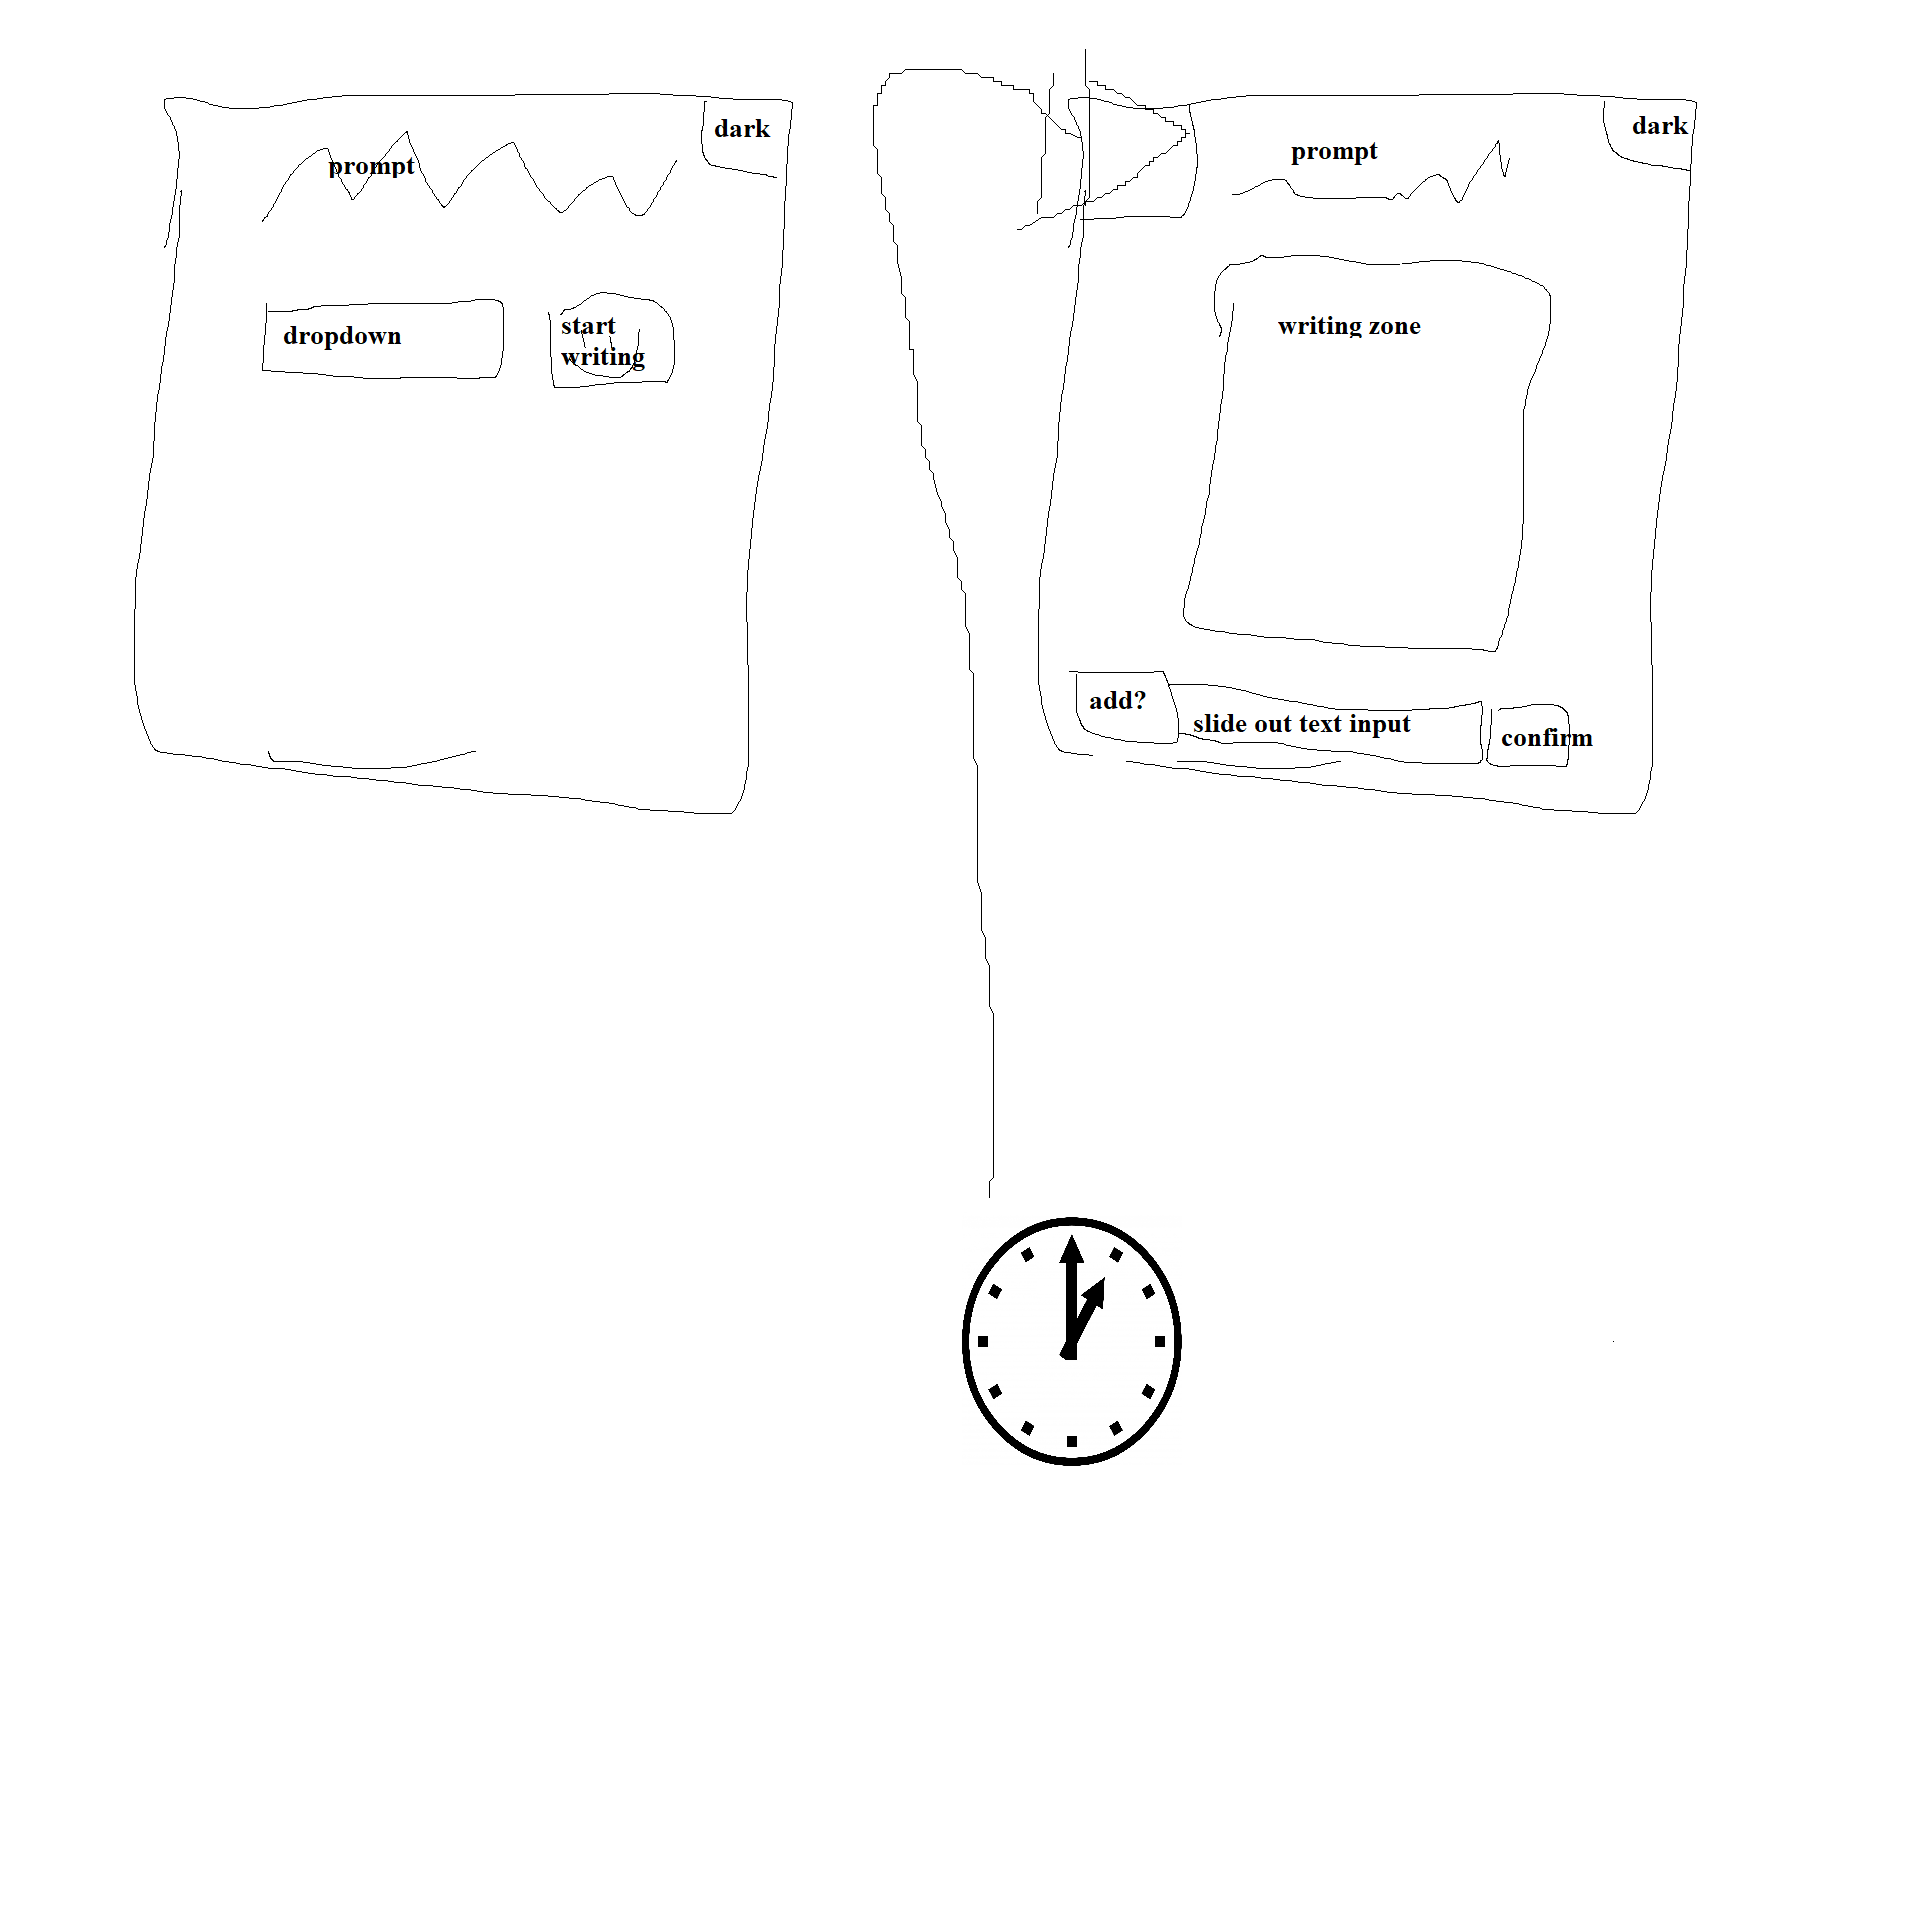 dark
prompt
dropdown
start
writing
dark
prompt
writing zone
add?
slide out text input
confirm